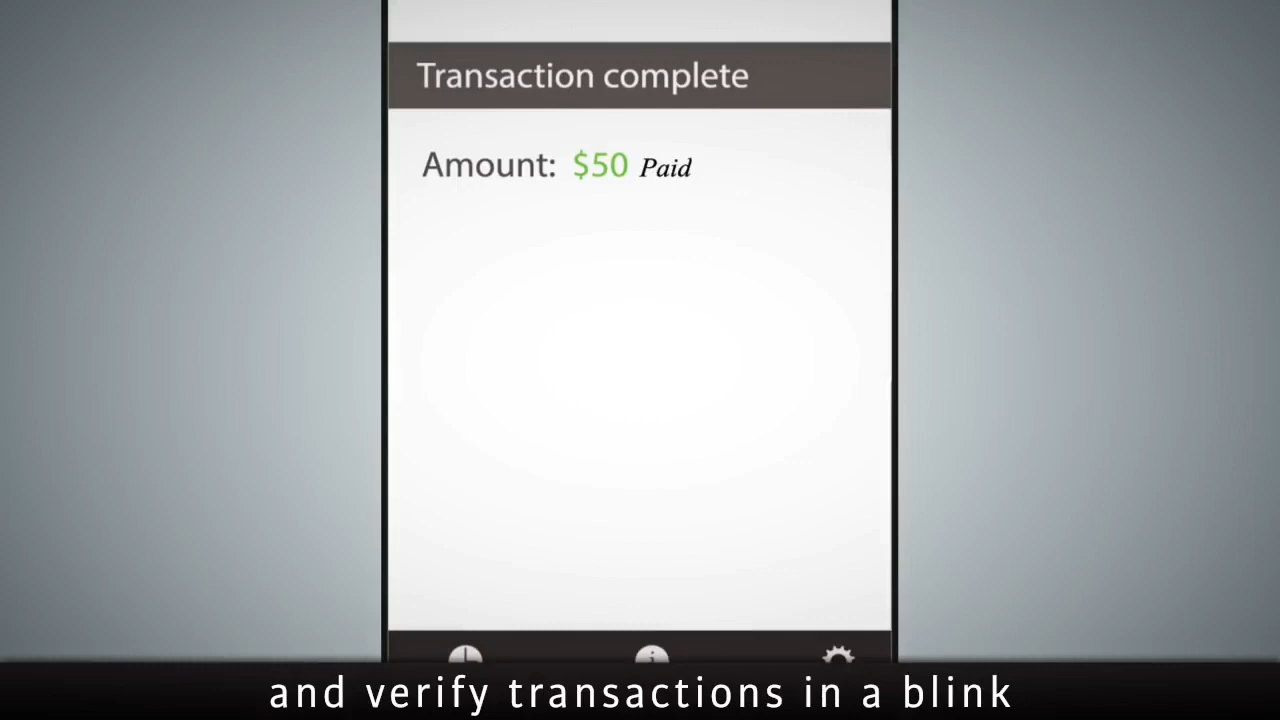 Transaction complete
Amount: $50 Paid
and verify transactions in a blink